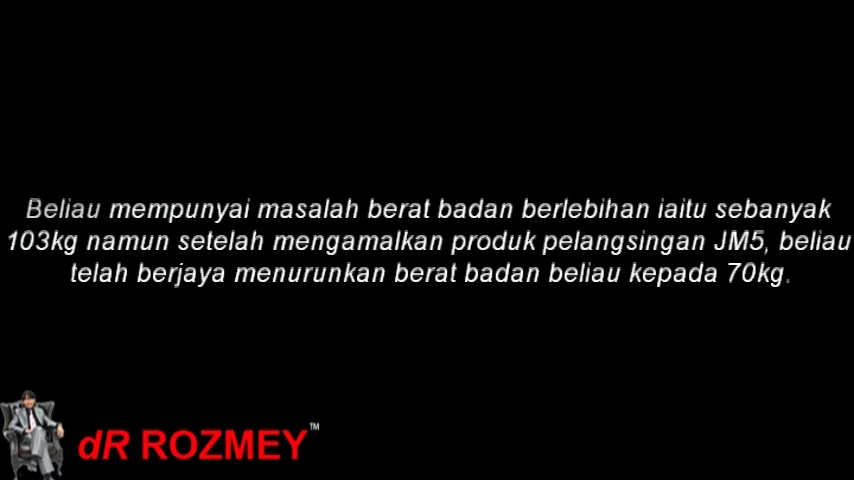 Beliau mempunyai masalah berat badan berlebihan iaitu sebanyak
103kg namun setelah mengamalkan produk pelangsingan JM5, beliau
telah berjaya menurunkan berat badan beliau kepada 70kg.
dR ROZMEY™